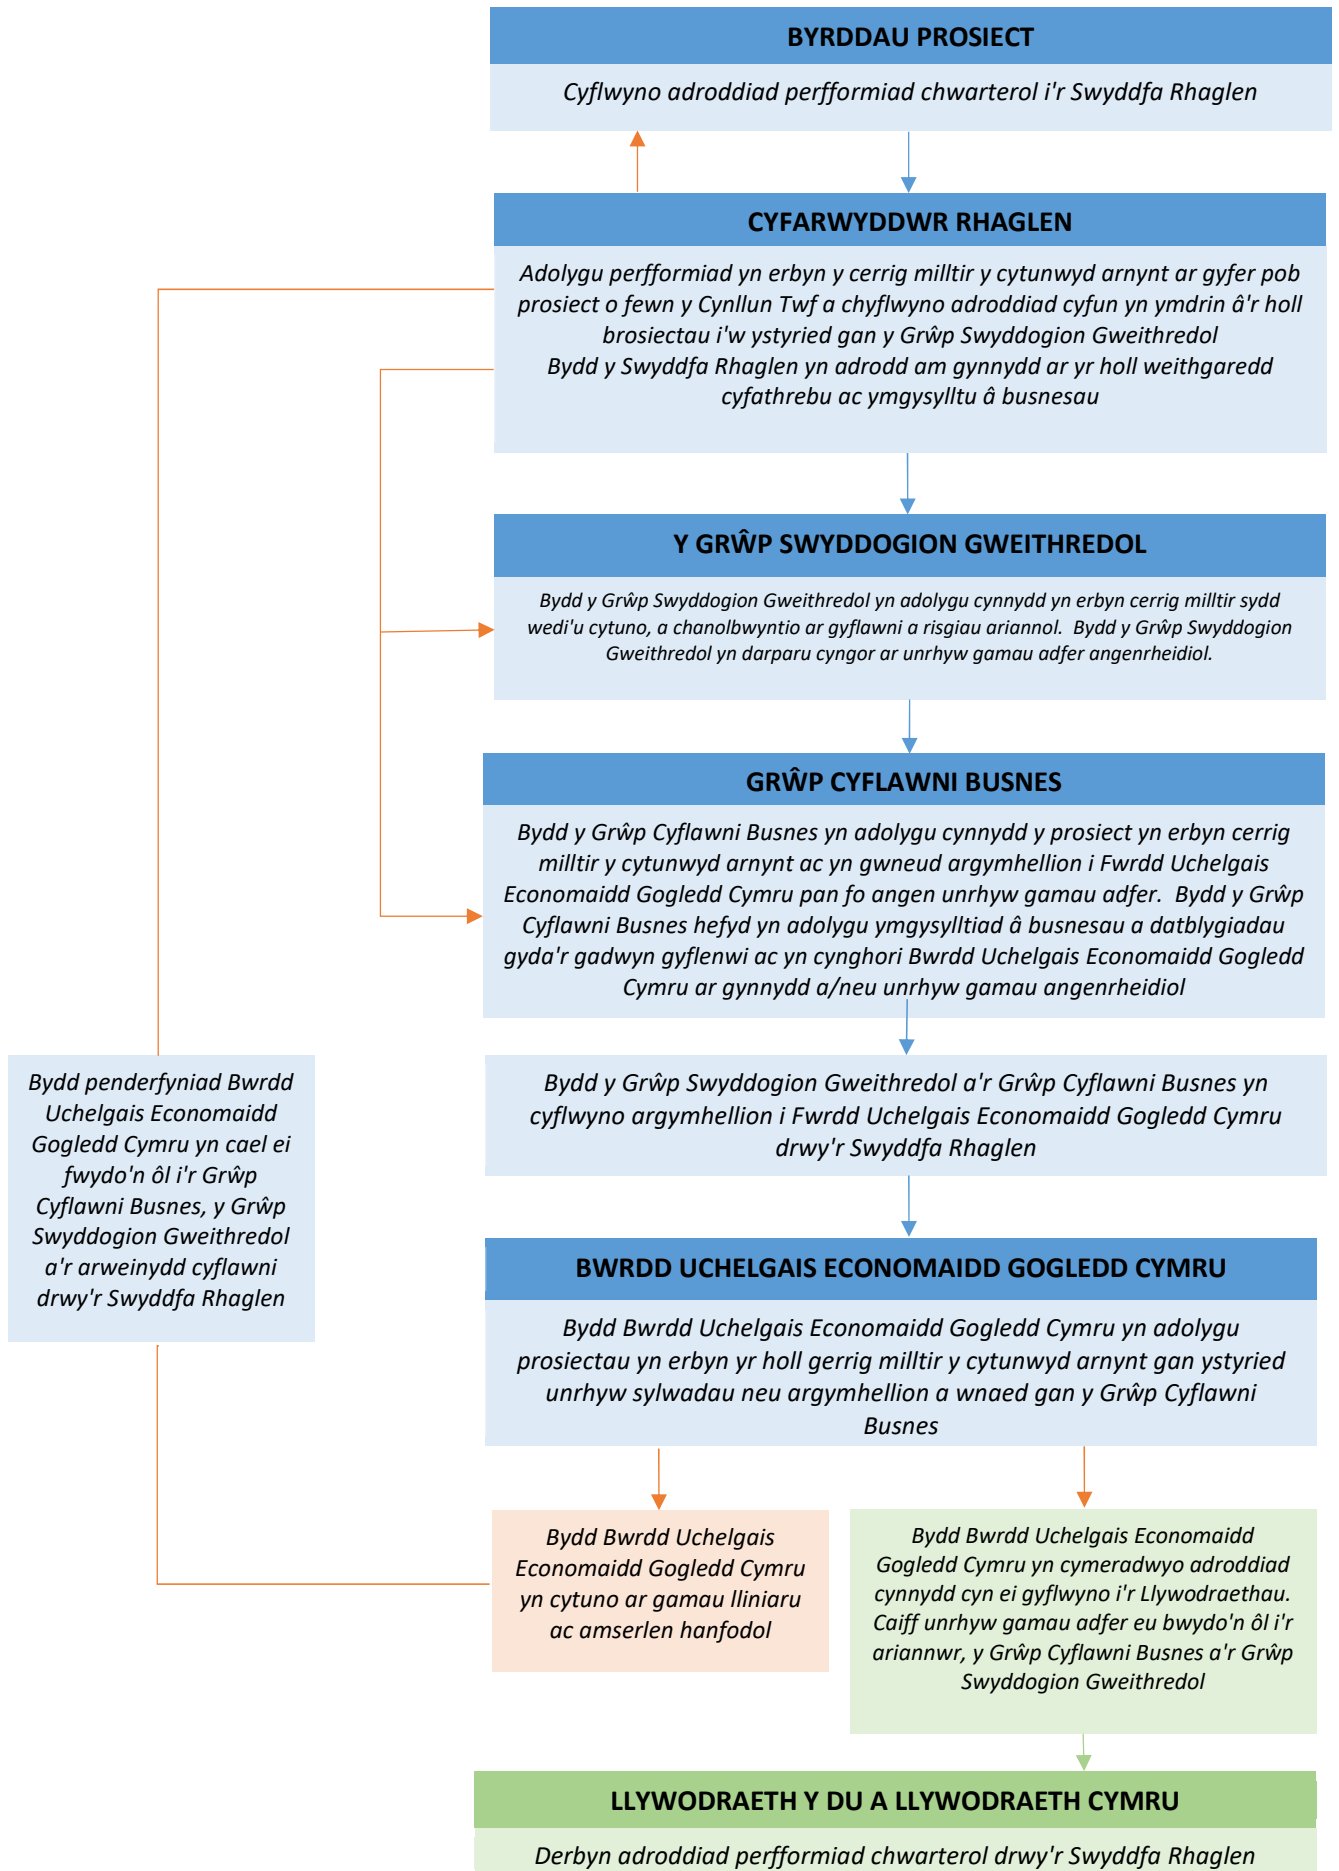 BYRDDAU PROSIECT
Cyflwyno adroddiad perfformiad chwarterol i'r Swyddfa Rhaglen
CYFARWYDDWR RHAGLEN
Adolygu perfformiad yn erbyn y cerrig milltir y cytunwyd arnynt ar gyfer pob
prosiect o fewn y Cynllun Twf a chyflwyno adroddiad cyfun yn ymdrin â'r holl
brosiectau i'w ystyried gan y Grŵp Swyddogion Gweithredol
Bydd y Swyddfa Rhaglen yn adrodd am gynnydd ar yr holl weithgaredd
cyfathrebu ac ymgysylltu â busnesau
Y GRŴP SWYDDOGION GWEITHREDOL
Bydd y Grŵp Swyddogion Gweithredol yn adolygu cynnydd yn erbyn cerrig milltir sydd
wedi'u cytuno, a chanolbwyntio ar gyflawni a risgiau ariannol.  Bydd y Grŵp Swyddogion
Gweithredol yn darparu cyngor ar unrhyw gamau adfer angenrheidiol.
GRŴP CYFLAWNI BUSNES
Bydd y Grŵp Cyflawni Busnes yn adolygu cynnydd y prosiect yn erbyn cerrig
milltir y cytunwyd arnynt ac yn gwneud argymhellion i Fwrdd Uchelgais
Economaidd Gogledd Cymru pan fo angen unrhyw gamau adfer.  Bydd y Grŵp
Cyflawni Busnes hefyd yn adolygu ymgysylltiad â busnesau a datblygiadau
gyda'r gadwyn gyflenwi ac yn cynghori Bwrdd Uchelgais Economaidd Gogledd
Cymru ar gynnydd a/neu unrhyw gamau angenrheidiol
Bydd y Grŵp Swyddogion Gweithredol a'r Grŵp Cyflawni Busnes yn
cyflwyno argymhellion i Fwrdd Uchelgais Economaidd Gogledd Cymru
drwy'r Swyddfa Rhaglen
Bydd penderfyniad Bwrdd
Uchelgais Economaidd
Gogledd Cymru yn cael ei
fwydo'n ôl i'r Grŵp
Cyflawni Busnes, y Grŵp
Swyddogion Gweithredol
a'r arweinydd cyflawni
drwy'r Swyddfa Rhaglen
BWRDD UCHELGAIS ECONOMAIDD GOGLEDD CYMRU
Bydd Bwrdd Uchelgais Economaidd Gogledd Cymru yn adolygu
prosiectau yn erbyn yr holl gerrig milltir y cytunwyd arnynt gan ystyried
unrhyw sylwadau neu argymhellion a wnaed gan y Grŵp Cyflawni
Busnes
Bydd Bwrdd Uchelgais
Economaidd Gogledd Cymru
yn cytuno ar gamau lliniaru
ac amserlen hanfodol
Bydd Bwrdd Uchelgais Economaidd
Gogledd Cymru yn cymeradwyo adroddiad
cynnydd cyn ei gyflwyno i'r Llywodraethau.
Caiff unrhyw gamau adfer eu bwydo'n ôl i'r
ariannwr, y Grŵp Cyflawni Busnes a'r Grŵp
Swyddogion Gweithredol
LLYWODRAETH Y DU A LLYWODRAETH CYMRU
Derbyn adroddiad perfformiad chwarterol drwy'r Swyddfa Rhaglen